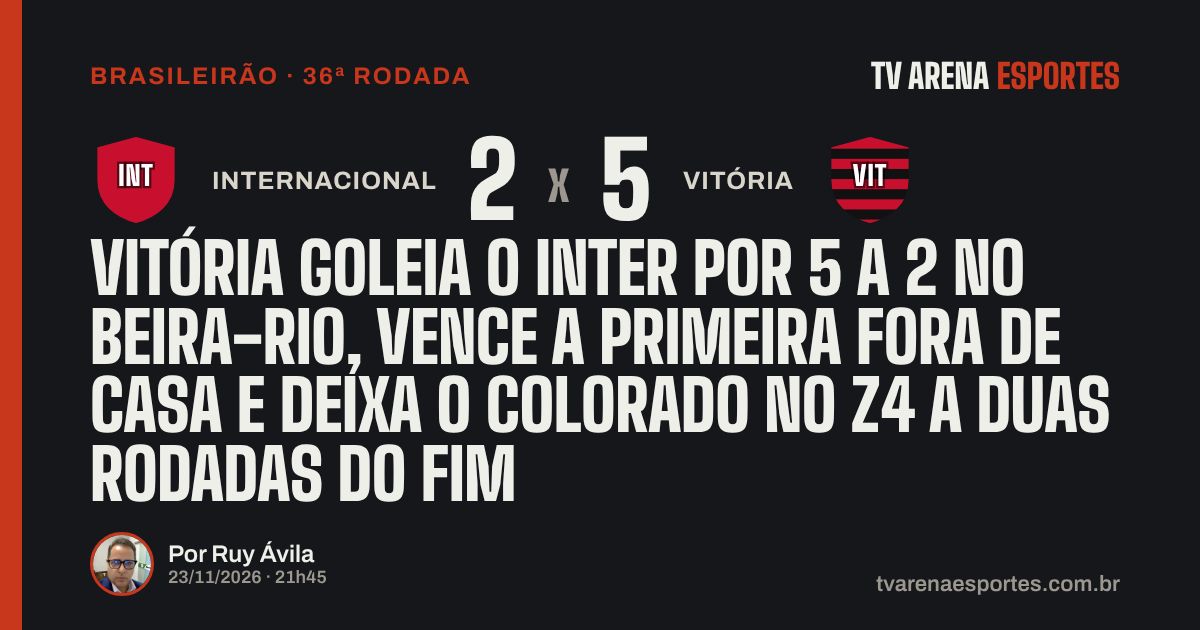 BRASILEIRÃO · 36ª RODADA
TV ARENA ESPORTES
INT INTERNACIONAL 2 X 5 VITÓRIA VIT
VITÓRIA GOLEIA O INTER POR 5 A 2 NO
BEIRA-RIO, VENCE A PRIMEIRA FORA DE
CASA E DEIXA O COLORADO NO Z4 A DUAS
RODADAS DO FIM
Por Ruy Ávila
23/11/2026 · 21h45
tvarenaesportes.com.br